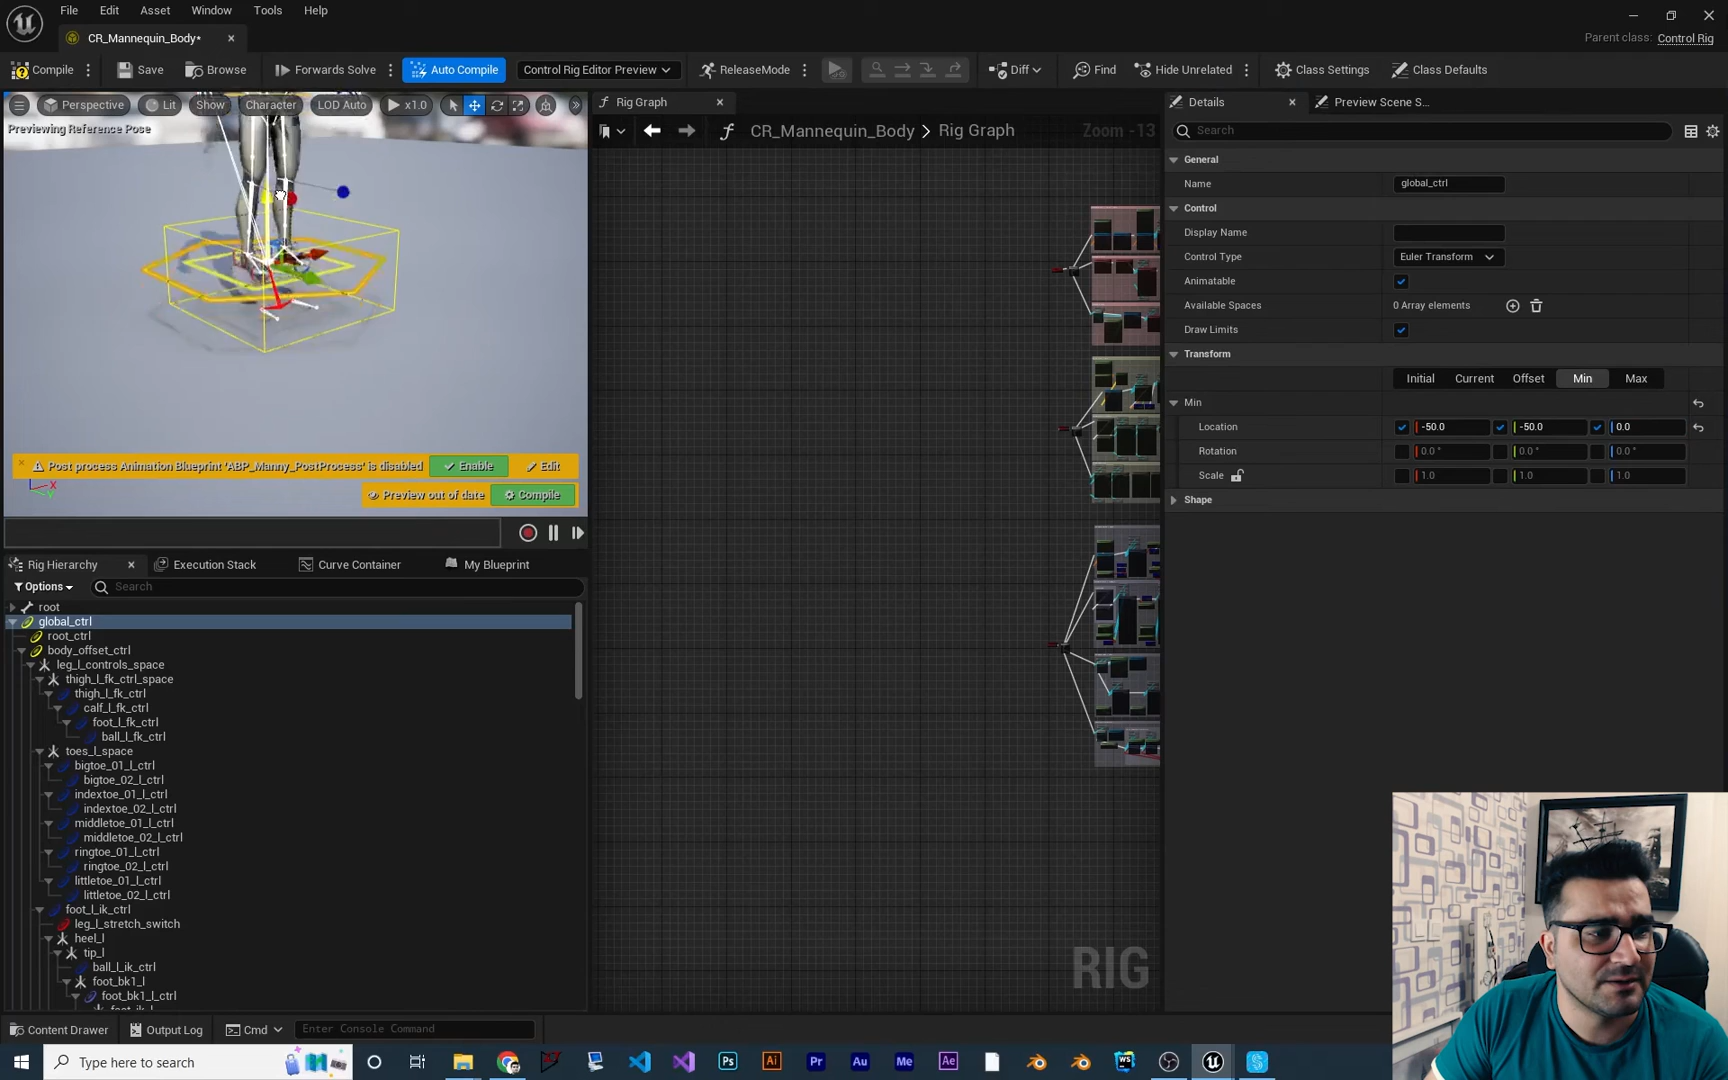 File Edit Asset Window Tools Help
CR_Mannequin_Body*
Parent class: Control Rig
Compile Save Browse Forwards Solve Auto Compile Control Rig Editor Preview ReleaseMode Diff Find Hide Unrelated Class Settings Class Defaults
Perspective Lit Show Character LOD Auto x1.0
Previewing Reference Pose
Rig Graph
CR_Mannequin_Body > Rig Graph Zoom -13
Details Preview Scene S...
Search
General
Name global_ctrl
Control
Display Name
Control Type Euler Transform
Animatable
Available Spaces 0 Array elements
Draw Limits
Transform
Initial Current Offset Min Max
Min
Location -50.0 -50.0 0.0
Rotation 0.0 ° 0.0 ° 0.0 °
Scale 1.0 1.0 1.0
Shape
Post process Animation Blueprint 'ABP_Manny_PostProcess' is disabled Enable Edit
Preview out of date Compile
X
Y
Rig Hierarchy Execution Stack Curve Container My Blueprint
Options Search
root
global_ctrl
root_ctrl
body_offset_ctrl
leg_l_controls_space
thigh_l_fk_ctrl_space
thigh_l_fk_ctrl
calf_l_fk_ctrl
foot_l_fk_ctrl
ball_l_fk_ctrl
toes_l_space
bigtoe_01_l_ctrl
bigtoe_02_l_ctrl
indextoe_01_l_ctrl
indextoe_02_l_ctrl
middletoe_01_l_ctrl
middletoe_02_l_ctrl
ringtoe_01_l_ctrl
ringtoe_02_l_ctrl
littletoe_01_l_ctrl
littletoe_02_l_ctrl
foot_l_ik_ctrl
leg_l_stretch_switch
heel_l
tip_l
ball_l_ik_ctrl
foot_bk1_l
foot_bk1_l_ctrl
RIG
Content Drawer Output Log Cmd Enter Console Command
Type here to search
Ps Ai Pr Au Me Ae WS